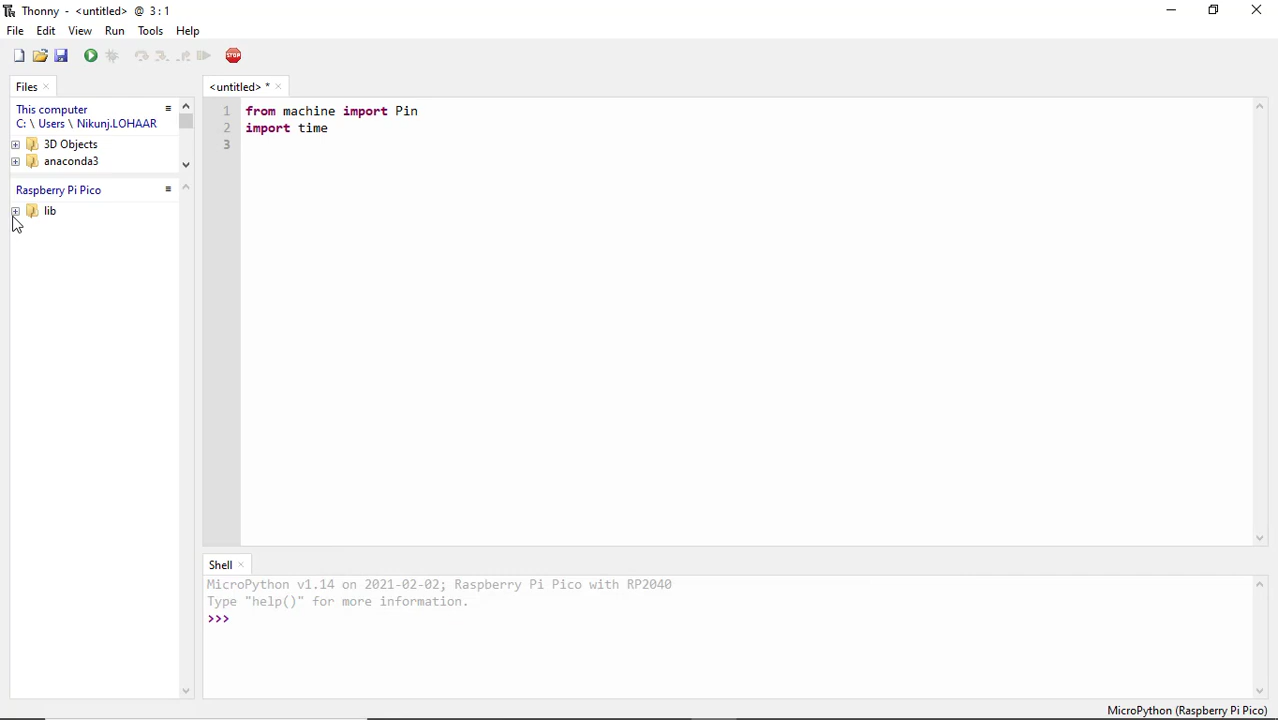 Thonny - <untitled> @ 3:1
File Edit View Run Tools Help
STOP
Files
<untitled> *
This computer
C: \ Users \ Nikunj.LOHAAR
3D Objects
anaconda3
Raspberry Pi Pico
lib
1 from machine import Pin
2 import time
3
Shell
MicroPython v1.14 on 2021-02-02; Raspberry Pi Pico with RP2040
Type "help()" for more information.
>>>
MicroPython (Raspberry Pi Pico)